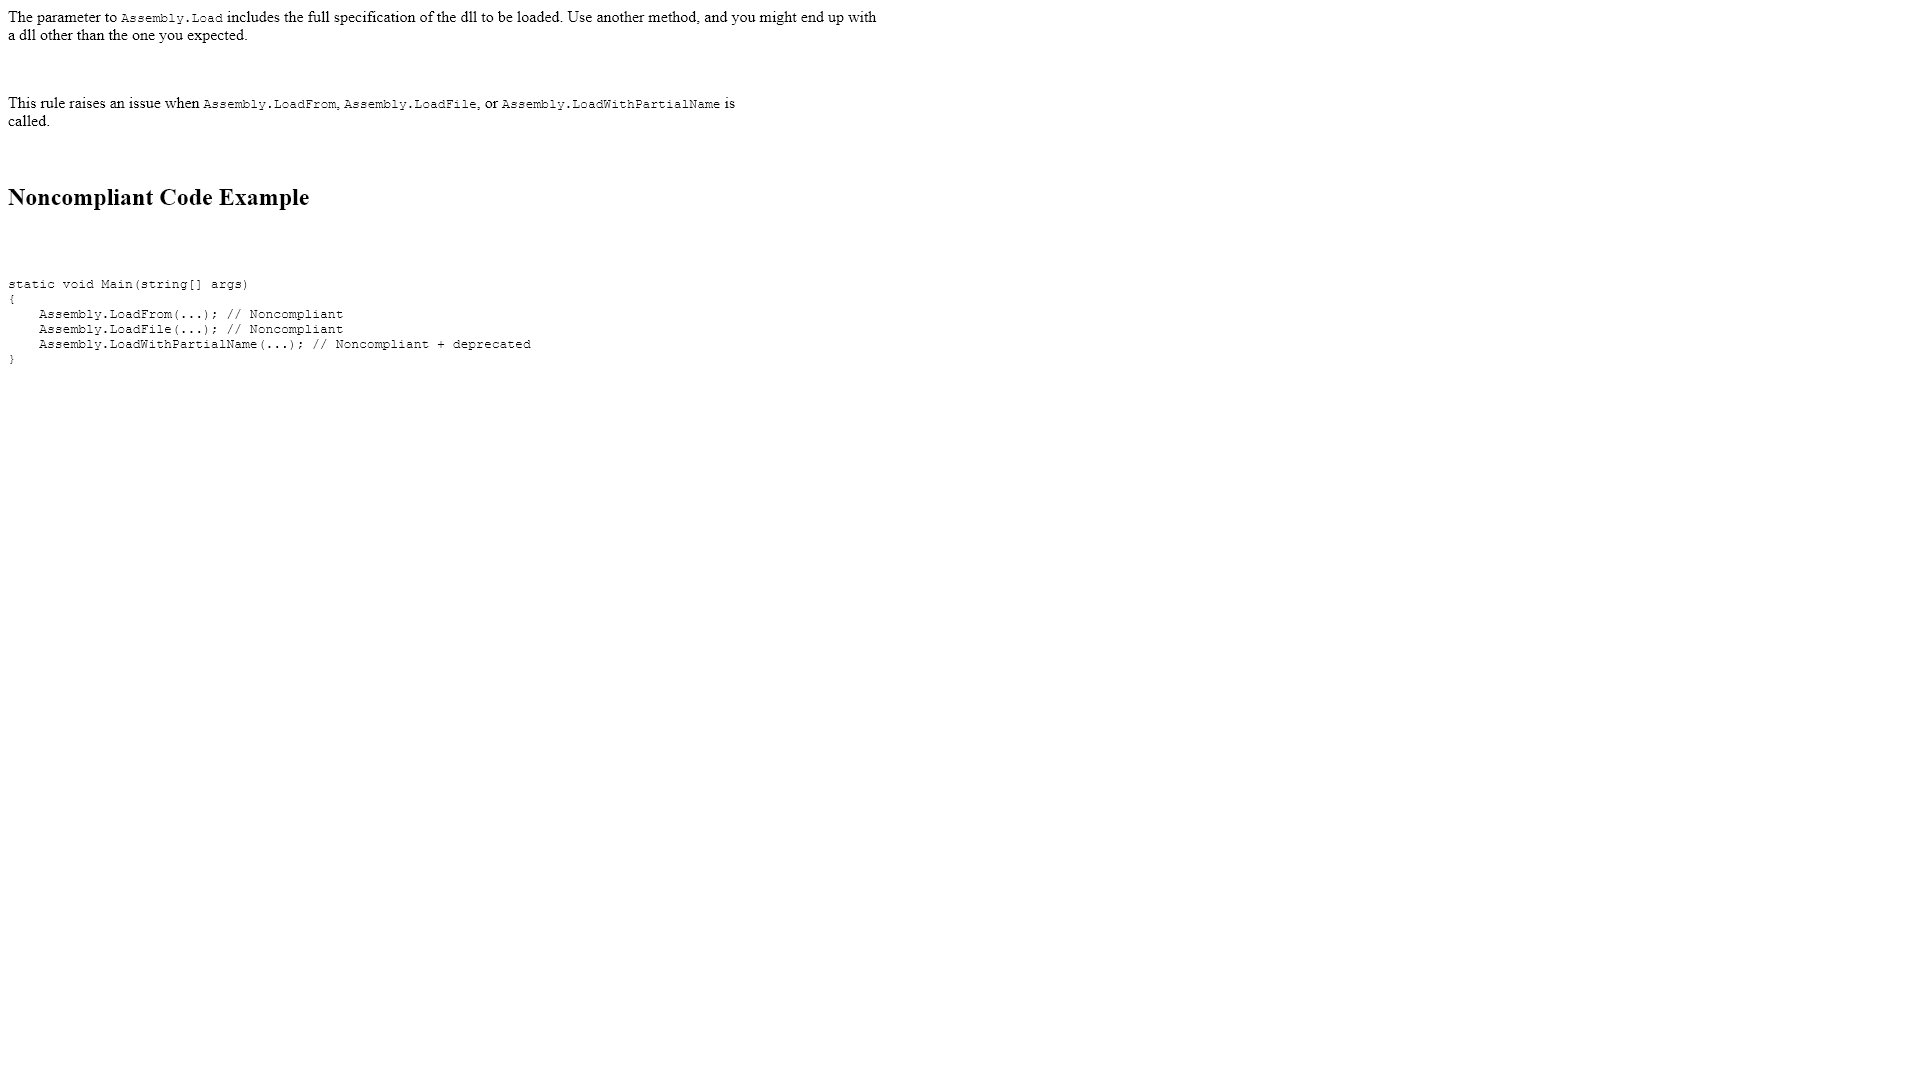 The parameter to Assembly.Load includes the full specification of the dll to be loaded. Use another method, and you might end up with
a dll other than the one you expected.
This rule raises an issue when Assembly.LoadFrom, Assembly.LoadFile, or Assembly.LoadWithPartialName is
called.
Noncompliant Code Example
static void Main(string[] args)
{
    Assembly.LoadFrom(...); // Noncompliant
    Assembly.LoadFile(...); // Noncompliant
    Assembly.LoadWithPartialName(...); // Noncompliant + deprecated
}